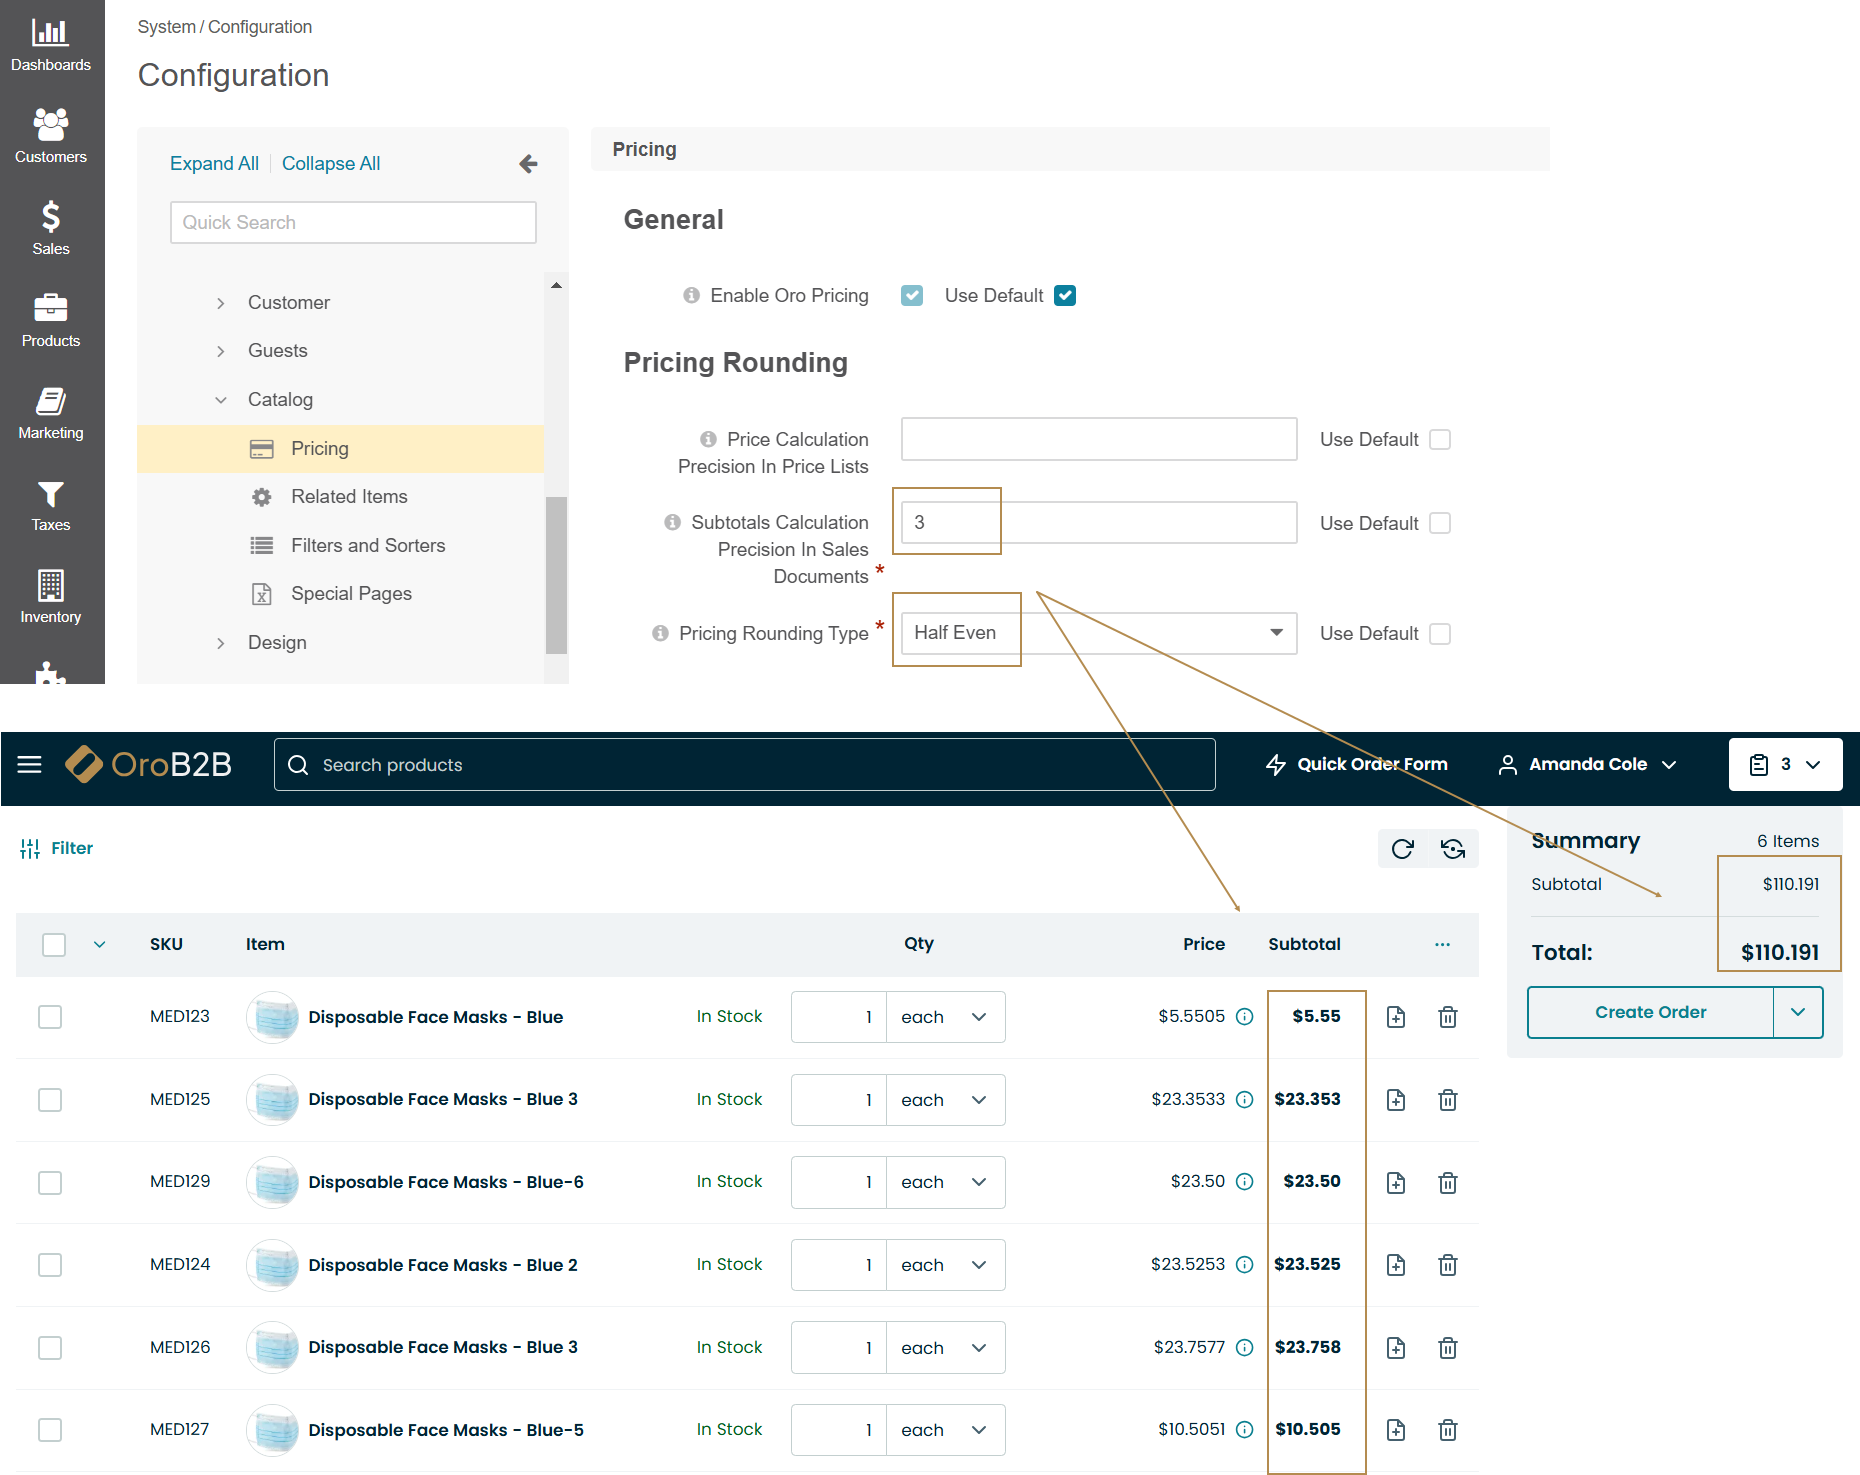 Dashboards
Customers
Sales
Products
Marketing
Taxes
Inventory
System / Configuration
Configuration
Expand All
Collapse All
Quick Search
Customer
Guests
Catalog
Pricing
Related Items
Filters and Sorters
Special Pages
Design
Pricing
General
Enable Oro Pricing
Use Default
Pricing Rounding
Price Calculation
Precision In Price Lists
Use Default
Subtotals Calculation
Precision In Sales
Documents *
3
Use Default
Pricing Rounding Type *
Half Even
Use Default
OroB2B
Search products
Quick Order Form
Amanda Cole
3
Filter
Summary
6 Items
Subtotal
$110.191
Total:
$110.191
Create Order
SKU Item Qty Price Subtotal ...
MED123 Disposable Face Masks - Blue In Stock 1 each $5.5505 $5.55
MED125 Disposable Face Masks - Blue 3 In Stock 1 each $23.3533 $23.353
MED129 Disposable Face Masks - Blue-6 In Stock 1 each $23.50 $23.50
MED124 Disposable Face Masks - Blue 2 In Stock 1 each $23.5253 $23.525
MED126 Disposable Face Masks - Blue 3 In Stock 1 each $23.7577 $23.758
MED127 Disposable Face Masks - Blue-5 In Stock 1 each $10.5051 $10.505